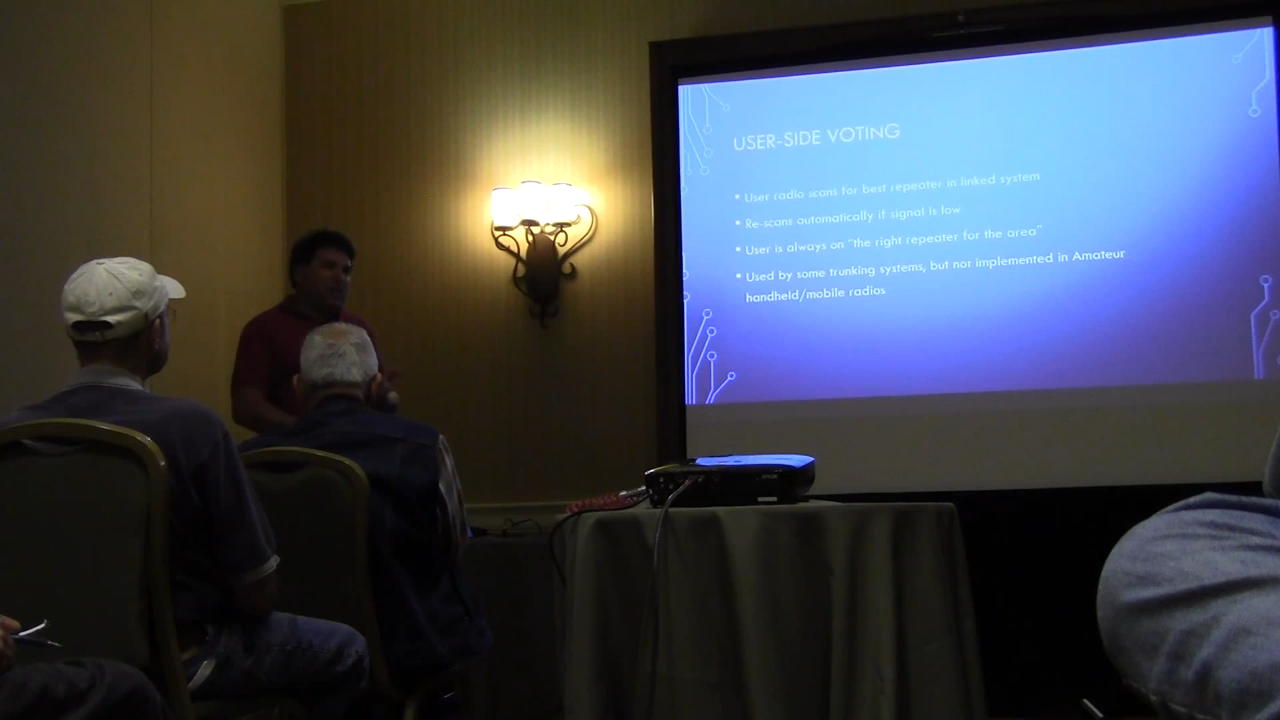 USER-SIDE VOTING
▪ User radio scans for best repeater in linked system
▪ Re-scans automatically if signal is low
▪ User is always on "the right repeater for the area"
▪ Used by some trunking systems, but not implemented in Amateur
handheld/mobile radios